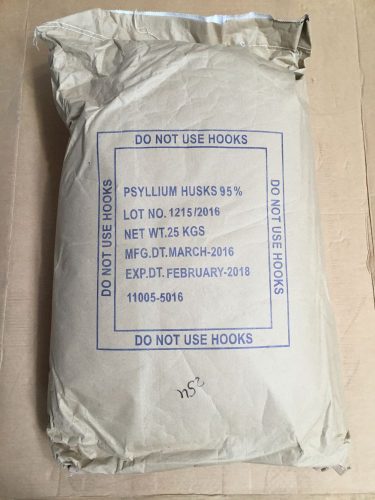 DO NOT USE HOOKS
DO NOT USE HOOKS
PSYLLIUM HUSKS 95%
LOT NO. 1215/2016
NET WT.25 KGS
MFG.DT.MARCH-2016
EXP.DT.FEBRUARY-2018
11005-5016
DO NOT USE HOOKS
DO NOT USE HOOKS